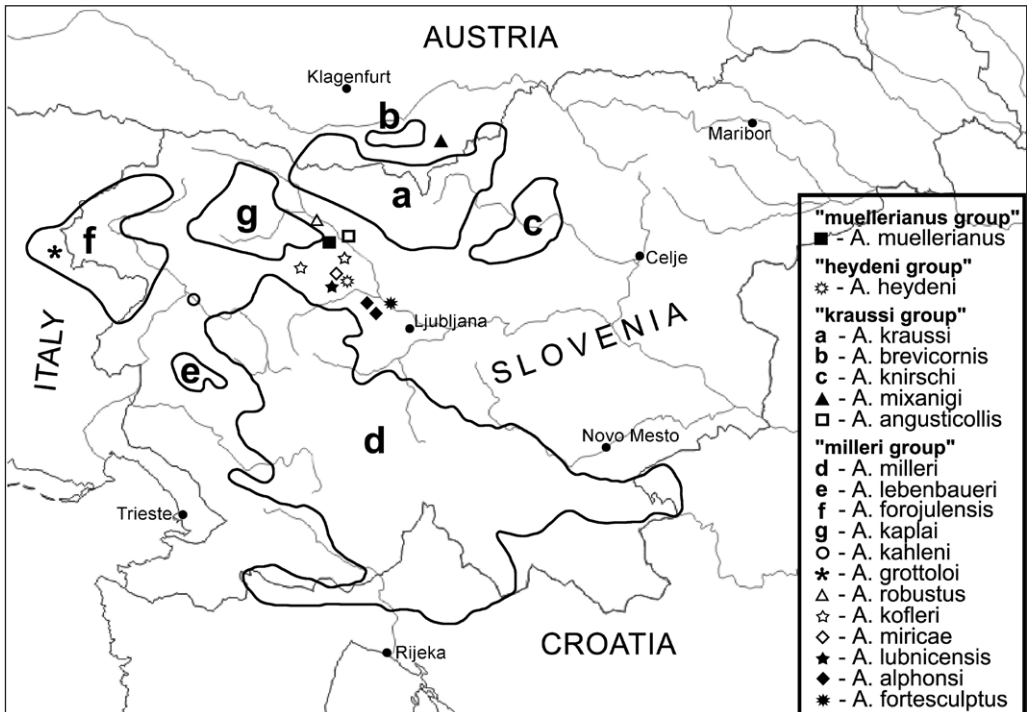 AUSTRIA
Klagenfurt
b
Maribor
a
g
c
f
Celje
Ljubljana
ITALY
SLOVENIA
e
d
Novo Mesto
Trieste
CROATIA
Rijeka
"muellerianus group"
■ - A. muellerianus
"heydeni group"
☼ - A. heydeni
"kraussi group"
a - A. kraussi
b - A. brevicornis
c - A. knirschi
▲ - A. mixanigi
□ - A. angusticollis
"milleri group"
d - A. milleri
e - A. lebenbaueri
f - A. forojulensis
g - A. kaplai
○ - A. kahleni
* - A. grottoloi
△ - A. robustus
☆ - A. kofleri
◇ - A. miricae
★ - A. lubnicensis
◆ - A. alphonsi
✸ - A. fortesculptus